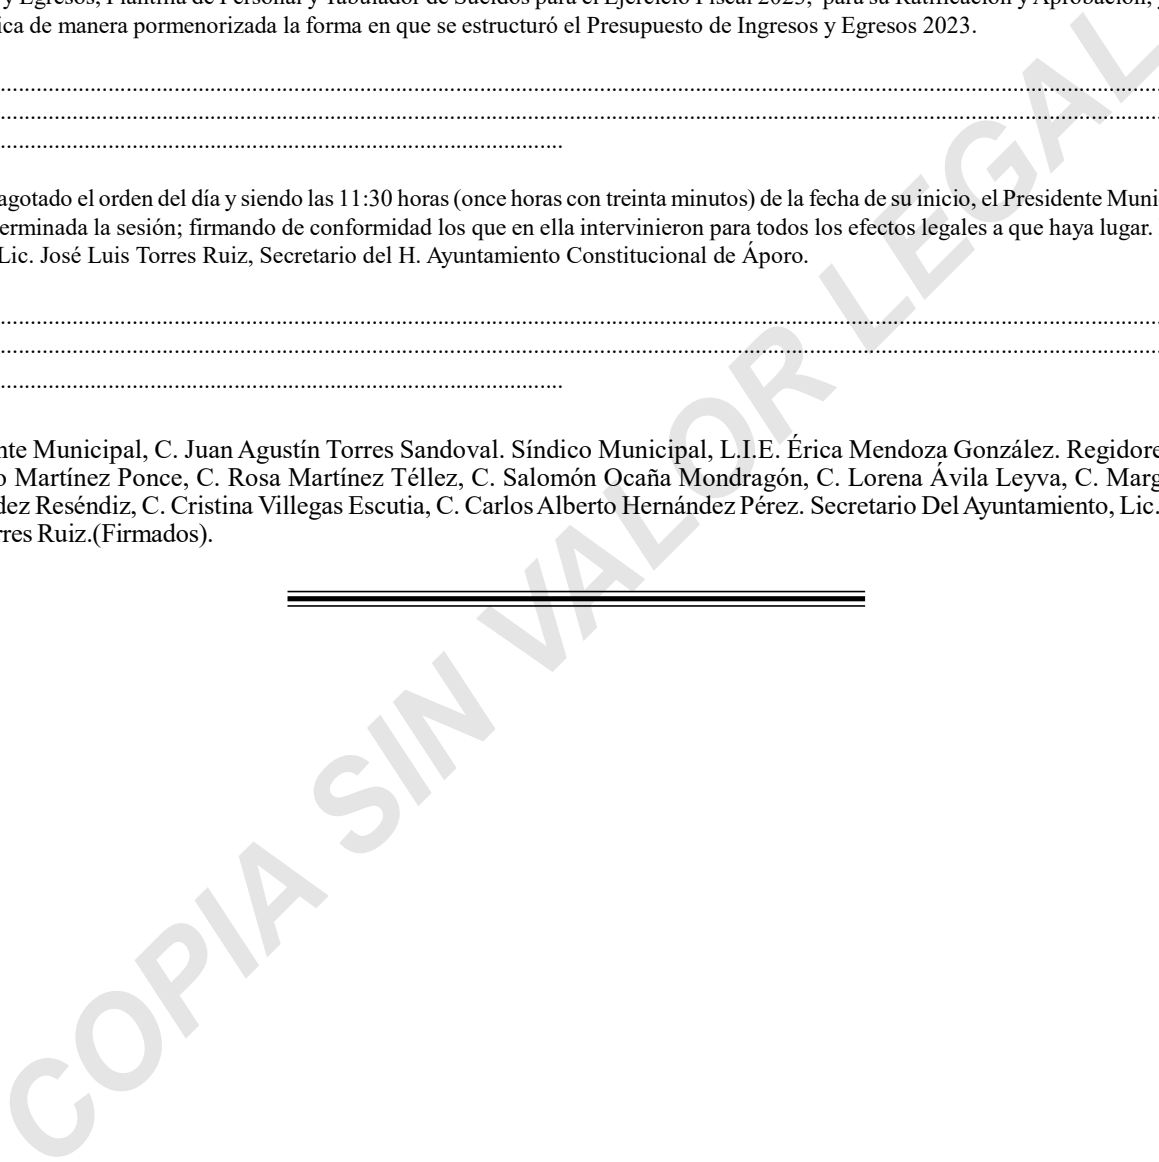 y Egresos, Plantilla de Personal y Tabulador de Sueldos para el Ejercicio Fiscal 2023, para su Ratificación y Aprobación, y
ica de manera pormenorizada la forma en que se estructuró el Presupuesto de Ingresos y Egresos 2023.
agotado el orden del día y siendo las 11:30 horas (once horas con treinta minutos) de la fecha de su inicio, el Presidente Muni
erminada la sesión; firmando de conformidad los que en ella intervinieron para todos los efectos legales a que haya lugar.
Lic. José Luis Torres Ruiz, Secretario del H. Ayuntamiento Constitucional de Áporo.
nte Municipal, C. Juan Agustín Torres Sandoval. Síndico Municipal, L.I.E. Érica Mendoza González. Regidore
o Martínez Ponce, C. Rosa Martínez Téllez, C. Salomón Ocaña Mondragón, C. Lorena Ávila Leyva, C. Marg
dez Reséndiz, C. Cristina Villegas Escutia, C. Carlos Alberto Hernández Pérez. Secretario Del Ayuntamiento, Lic.
rres Ruiz.(Firmados).
COPIA SIN VALOR LEGAL